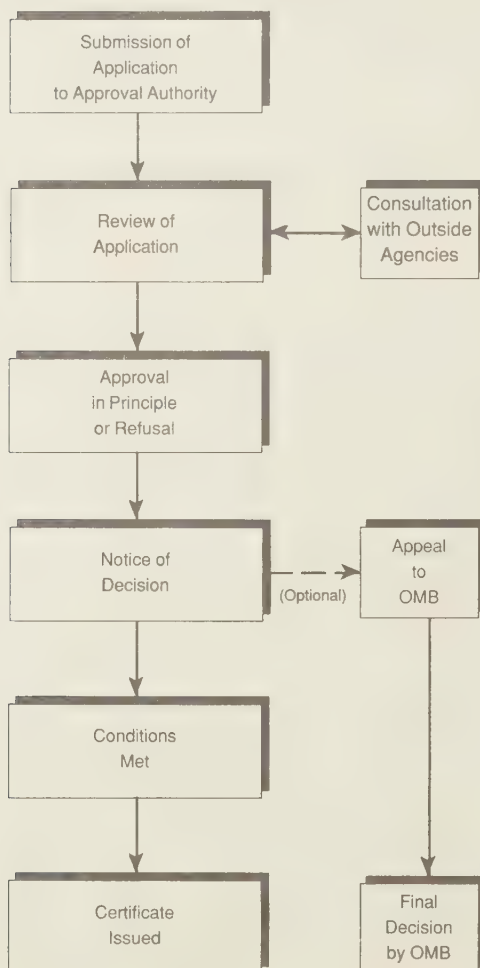 Submission of
Application
to Approval Authority
Review of
Application
Consultation
with Outside
Agencies
Approval
in Principle
or Refusal
Notice of
Decision
(Optional)
Appeal
to
OMB
Conditions
Met
Certificate
Issued
Final
Decision
by OMB